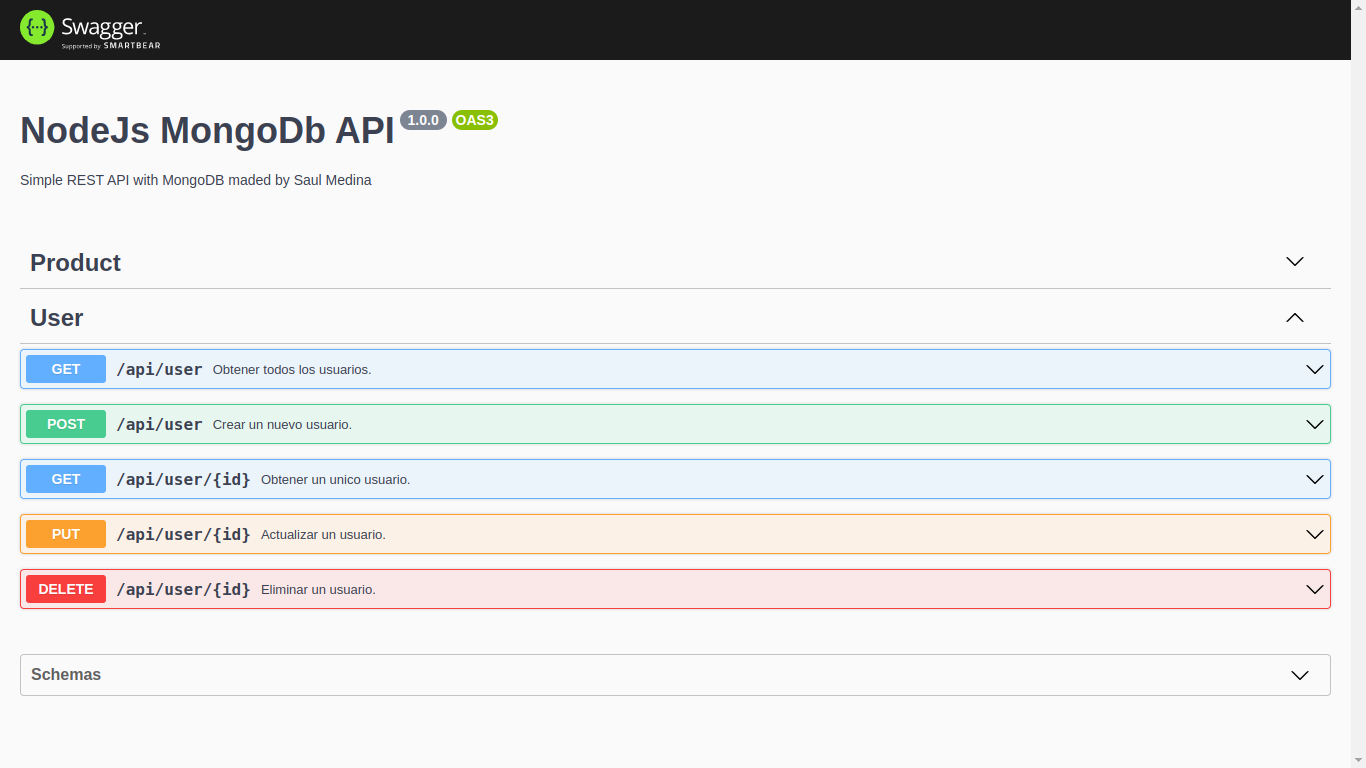 {···} Swagger
Supported by SMARTBEAR
NodeJs MongoDb API 1.0.0 OAS3
Simple REST API with MongoDB maded by Saul Medina
Product
User
GET /api/user Obtener todos los usuarios.
POST /api/user Crear un nuevo usuario.
GET /api/user/{id} Obtener un unico usuario.
PUT /api/user/{id} Actualizar un usuario.
DELETE /api/user/{id} Eliminar un usuario.
Schemas